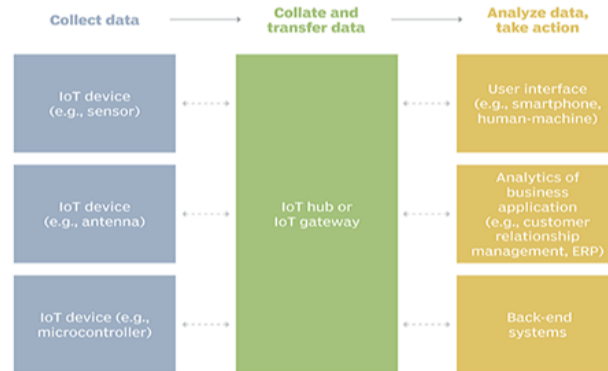 Collect data
Collate and
transfer data
Analyze data,
take action
IoT device
(e.g., sensor)
IoT device
(e.g., antenna)
IoT device (e.g.,
microcontroller)
IoT hub or
IoT gateway
User interface
(e.g., smartphone,
human-machine)
Analytics of
business
application
(e.g., customer
relationship
management, ERP)
Back-end
systems